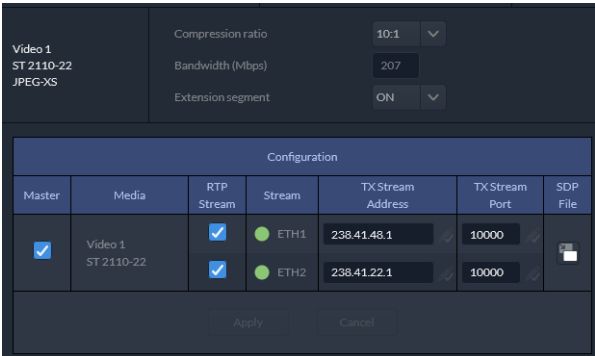 Video 1
ST 2110-22
JPEG-XS
Compression ratio
10:1
Bandwidth (Mbps)
207
Extension segment
ON
Configuration
Master
Media
RTP
Stream
Stream
TX Stream
Address
TX Stream
Port
SDP
File
Video 1
ST 2110-22
ETH1
238.41.48.1
10000
ETH2
238.41.22.1
10000
Apply
Cancel